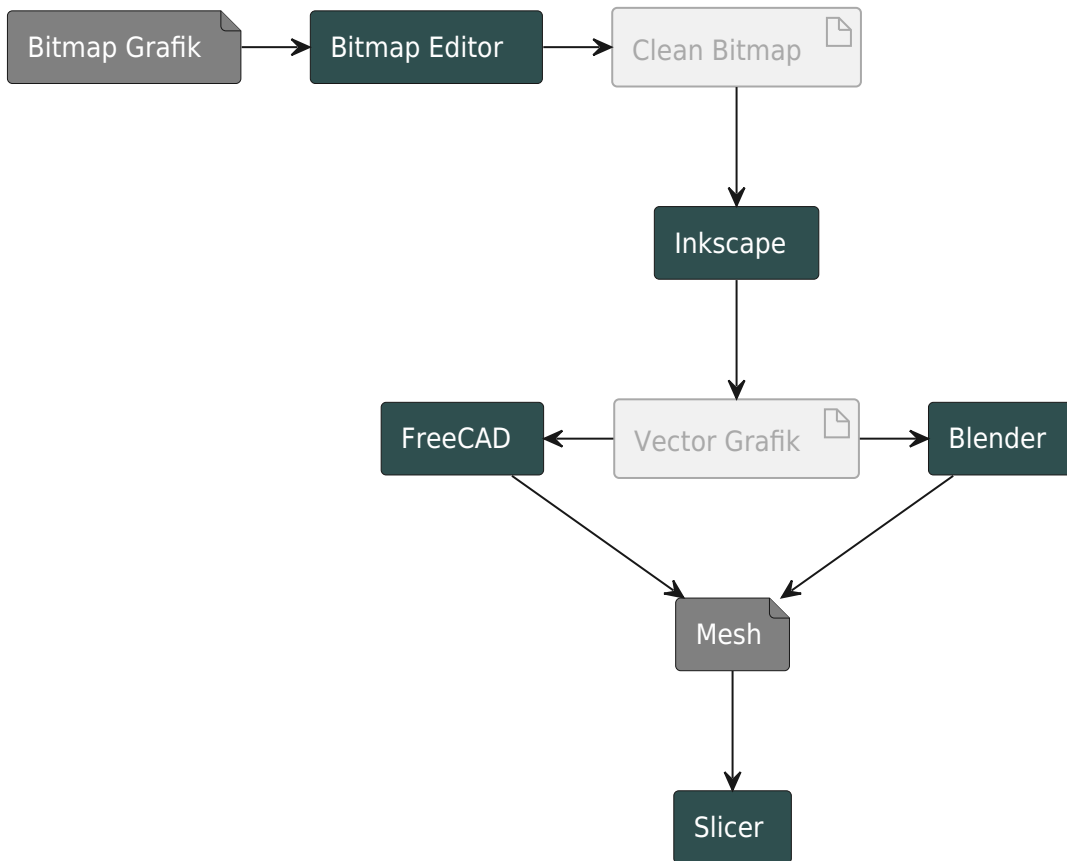 Bitmap Grafik
Bitmap Editor
Clean Bitmap
Inkscape
FreeCAD
Vector Grafik
Blender
Mesh
Slicer